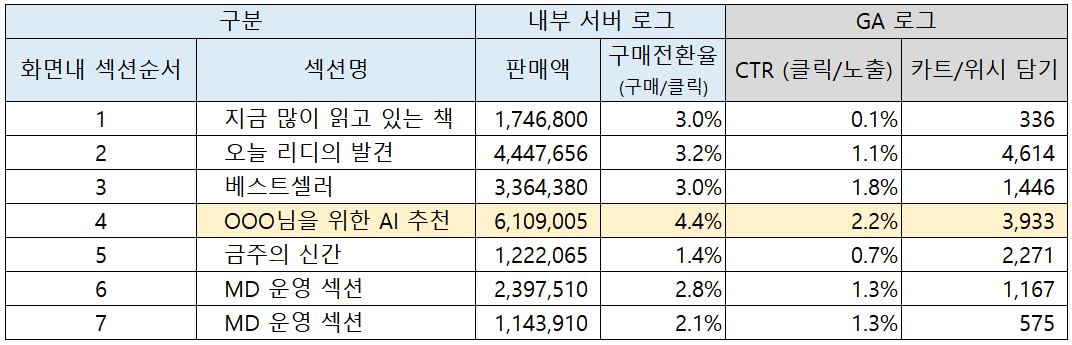 구분 내부 서버 로그 GA 로그
화면내 섹션순서 섹션명 판매액 구매전환율 (구매/클릭) CTR (클릭/노출) 카트/위시 담기
1 지금 많이 읽고 있는 책 1,746,800 3.0% 0.1% 336
2 오늘 리디의 발견 4,447,656 3.2% 1.1% 4,614
3 베스트셀러 3,364,380 3.0% 1.8% 1,446
4 OOO님을 위한 AI 추천 6,109,005 4.4% 2.2% 3,933
5 금주의 신간 1,222,065 1.4% 0.7% 2,271
6 MD 운영 섹션 2,397,510 2.8% 1.3% 1,167
7 MD 운영 섹션 1,143,910 2.1% 1.3% 575